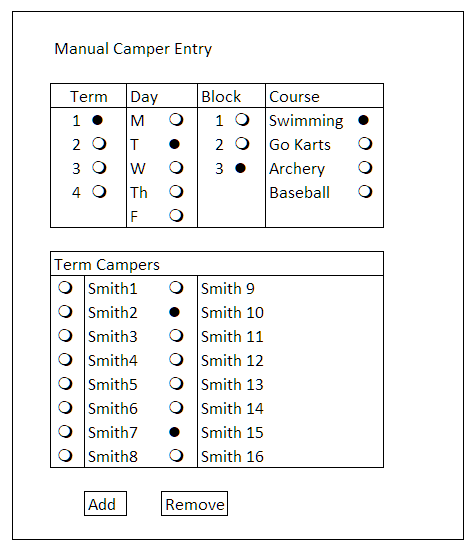 Manual Camper Entry
Term Day Block Course
1 M 1 Swimming
2 T 2 Go Karts
3 W 3 Archery
4 Th Baseball
F
Term Campers
Smith1 Smith 9
Smith2 Smith 10
Smith3 Smith 11
Smith4 Smith 12
Smith5 Smith 13
Smith6 Smith 14
Smith7 Smith 15
Smith8 Smith 16
Add Remove